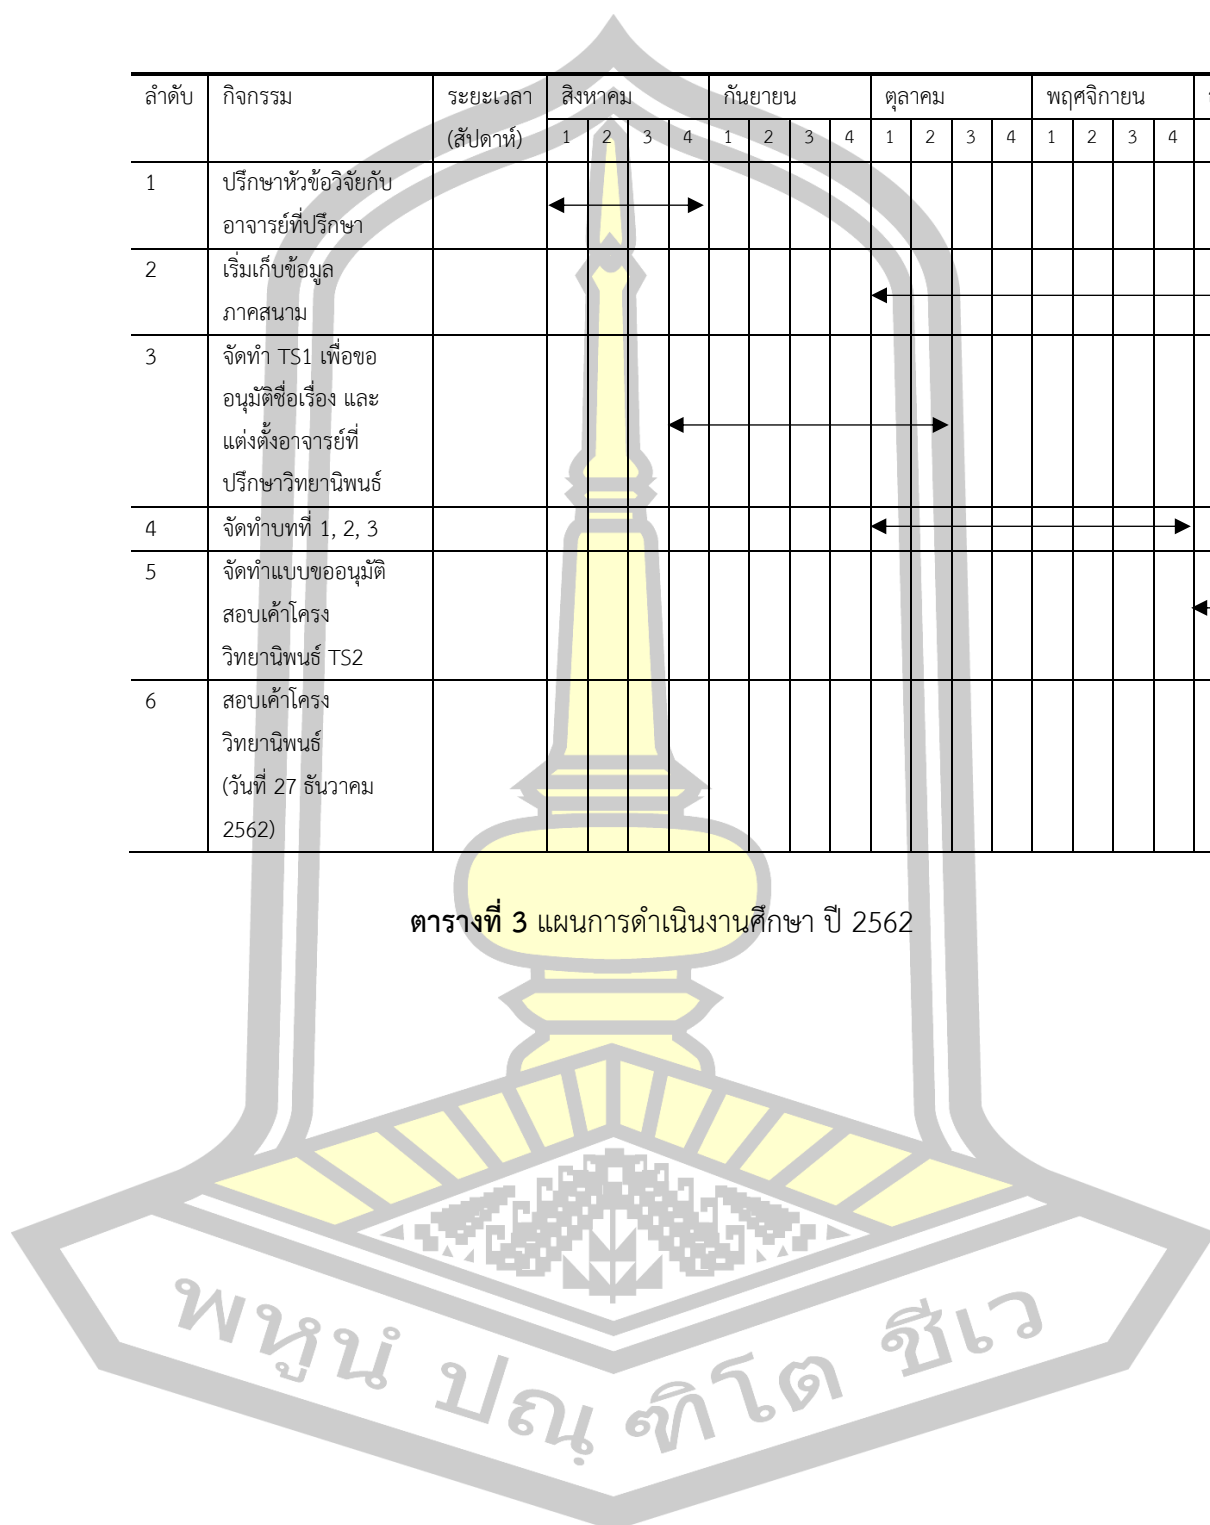 ลำดับ กิจกรรม ระยะเวลา สิงหาคม กันยายน ตุลาคม พฤศจิกายน
(สัปดาห์) 1 2 3 4 1 2 3 4 1 2 3 4 1 2 3 4
1 ปรึกษาหัวข้อวิจัยกับ
อาจารย์ที่ปรึกษา
2 เริ่มเก็บข้อมูล
ภาคสนาม
3 จัดทำ TS1 เพื่อขอ
อนุมัติชื่อเรื่อง และ
แต่งตั้งอาจารย์ที่
ปรึกษาวิทยานิพนธ์
4 จัดทำบทที่ 1, 2, 3
5 จัดทำแบบขออนุมัติ
สอบเค้าโครง
วิทยานิพนธ์ TS2
6 สอบเค้าโครง
วิทยานิพนธ์
(วันที่ 27 ธันวาคม
2562)
ตารางที่ 3 แผนการดำเนินงานศึกษา ปี 2562
พหูนํ ปณฺฑิโต ชีเว